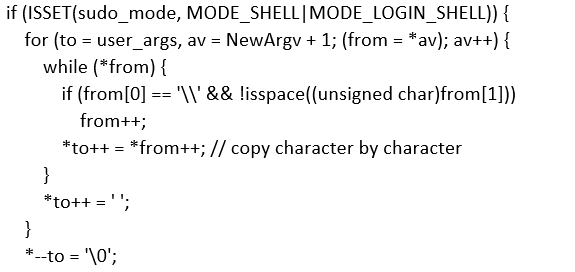 if (ISSET(sudo_mode, MODE_SHELL|MODE_LOGIN_SHELL)) {
for (to = user_args, av = NewArgv + 1; (from = *av); av++) {
while (*from) {
if (from[0] == '\\' && !isspace((unsigned char)from[1]))
from++;
*to++ = *from++; // copy character by character
}
*to++ = ' ';
}
*--to = '\0';